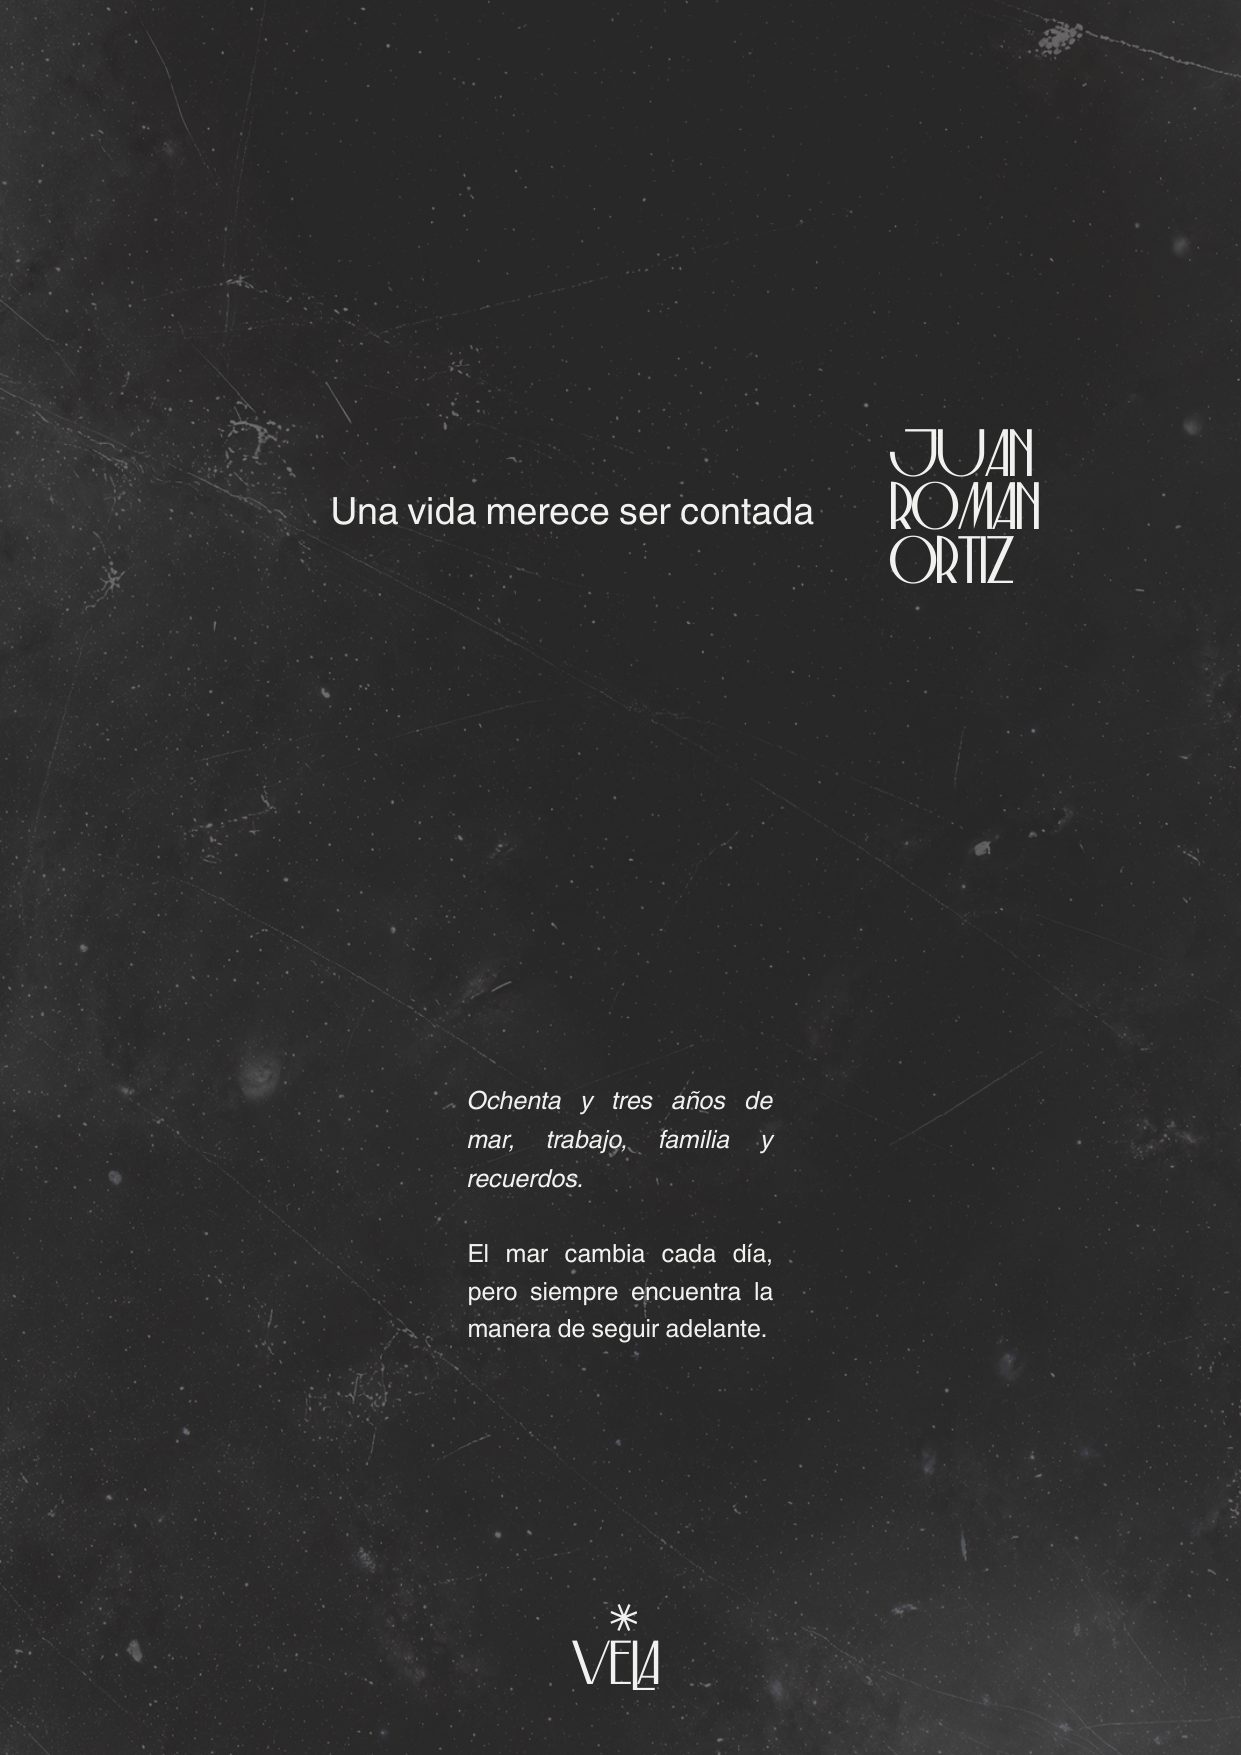 JUAN
ROMAN
ORTIZ
Una vida merece ser contada
Ochenta y tres años de
mar, trabajo, familia y
recuerdos.
El mar cambia cada día,
pero siempre encuentra la
manera de seguir adelante.
VELA